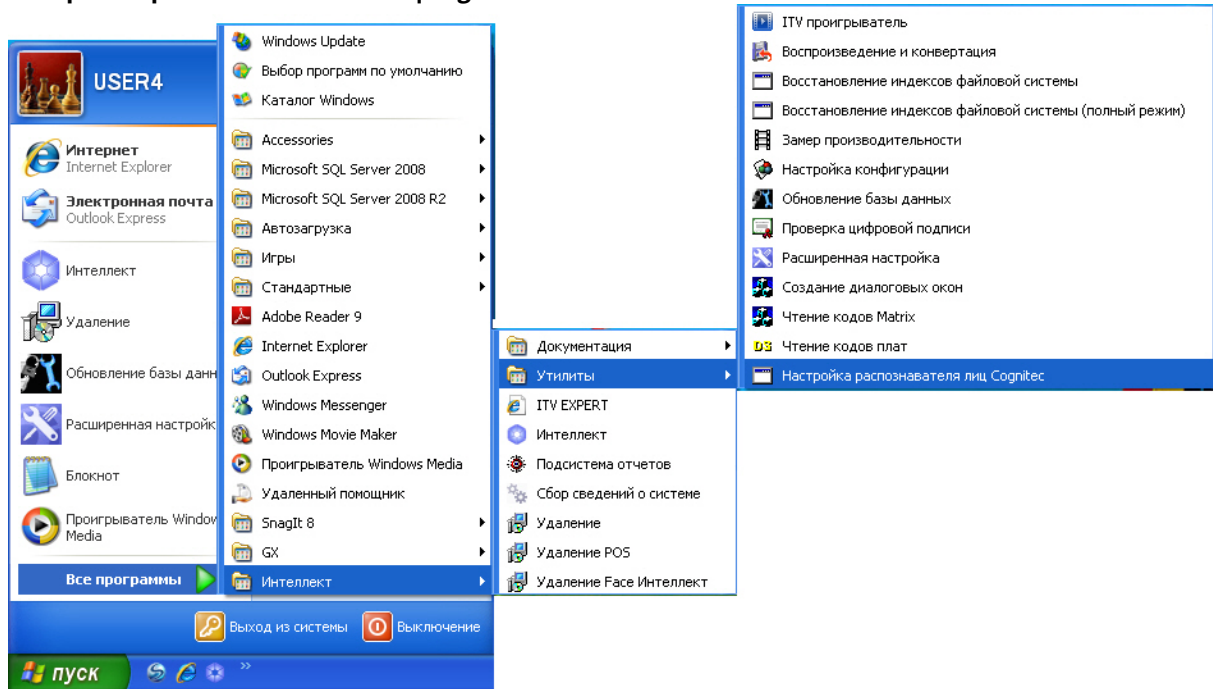 USER4
Интернет
Internet Explorer
Электронная почта
Outlook Express
Интеллект
Удаление
Обновление базы данн
Расширенная настройк
Блокнот
Проигрыватель Window
Media
Все программы
Выход из системы
Выключение
пуск
»
Windows Update
Выбор программ по умолчанию
Каталог Windows
Accessories
Microsoft SQL Server 2008
Microsoft SQL Server 2008 R2
Автозагрузка
Игры
Стандартные
Adobe Reader 9
Internet Explorer
Outlook Express
Windows Messenger
Windows Movie Maker
Проигрыватель Windows Media
Удаленный помощник
SnagIt 8
GX
Интеллект
Документация
Утилиты
ITV EXPERT
Интеллект
Подсистема отчетов
Сбор сведений о системе
Удаление
Удаление POS
Удаление Face Интеллект
ITV проигрыватель
Воспроизведение и конвертация
Восстановление индексов файловой системы
Восстановление индексов файловой системы (полный режим)
Замер производительности
Настройка конфигурации
Обновление базы данных
Проверка цифровой подписи
Расширенная настройка
Создание диалоговых окон
Чтение кодов Matrix
Чтение кодов плат
Настройка распознавателя лиц Cognitec